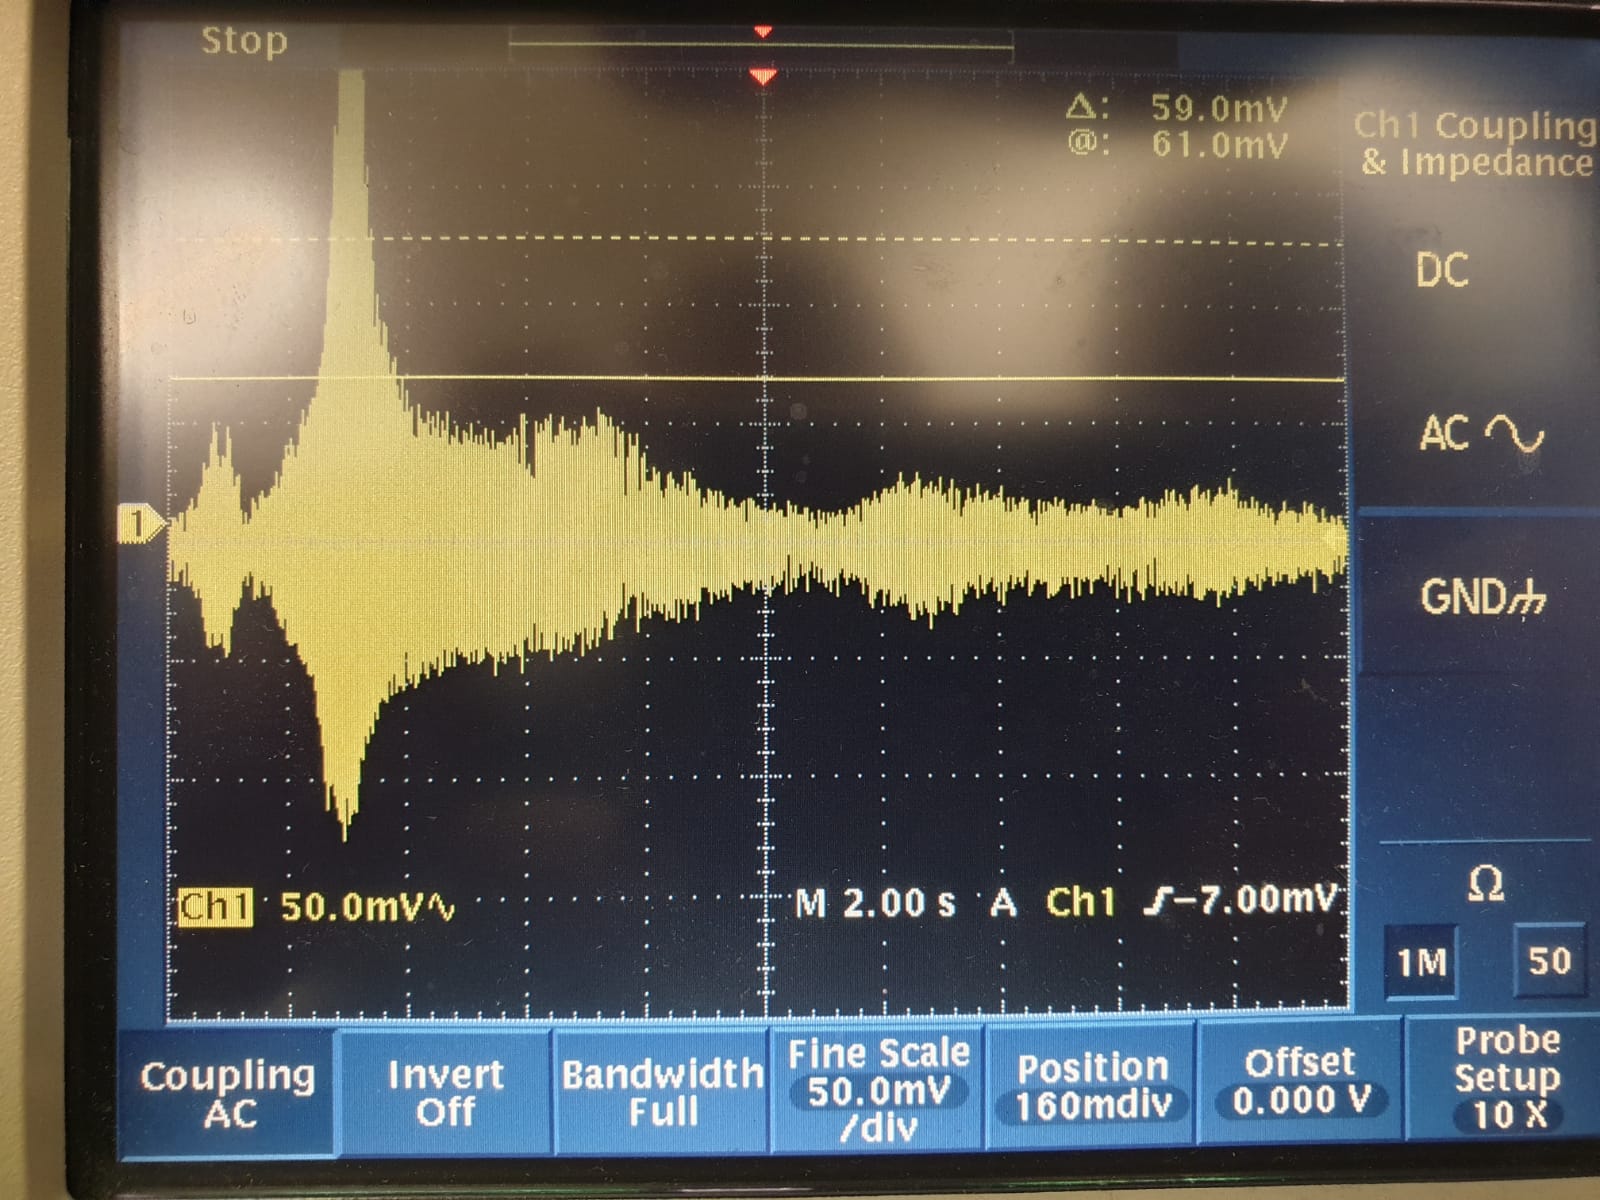 Stop
Δ: 59.0mV
@: 61.0mV
Ch1 Coupling
& Impedance
DC
AC
1
GND
Ch1 50.0mV∿ M 2.00 s A Ch1 ʃ -7.00mV
Ω
1M 50
Coupling
AC
Invert
Off
Bandwidth
Full
Fine Scale
50.0mV
/div
Position
160mdiv
Offset
0.000 V
Probe
Setup
10 X